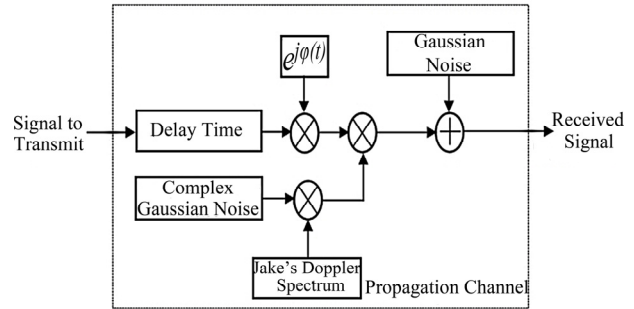 e^jφ(t)
Gaussian
Noise
Signal to
Transmit
Delay Time
Received
Signal
Complex
Gaussian Noise
Jake's Doppler
Spectrum
Propagation Channel